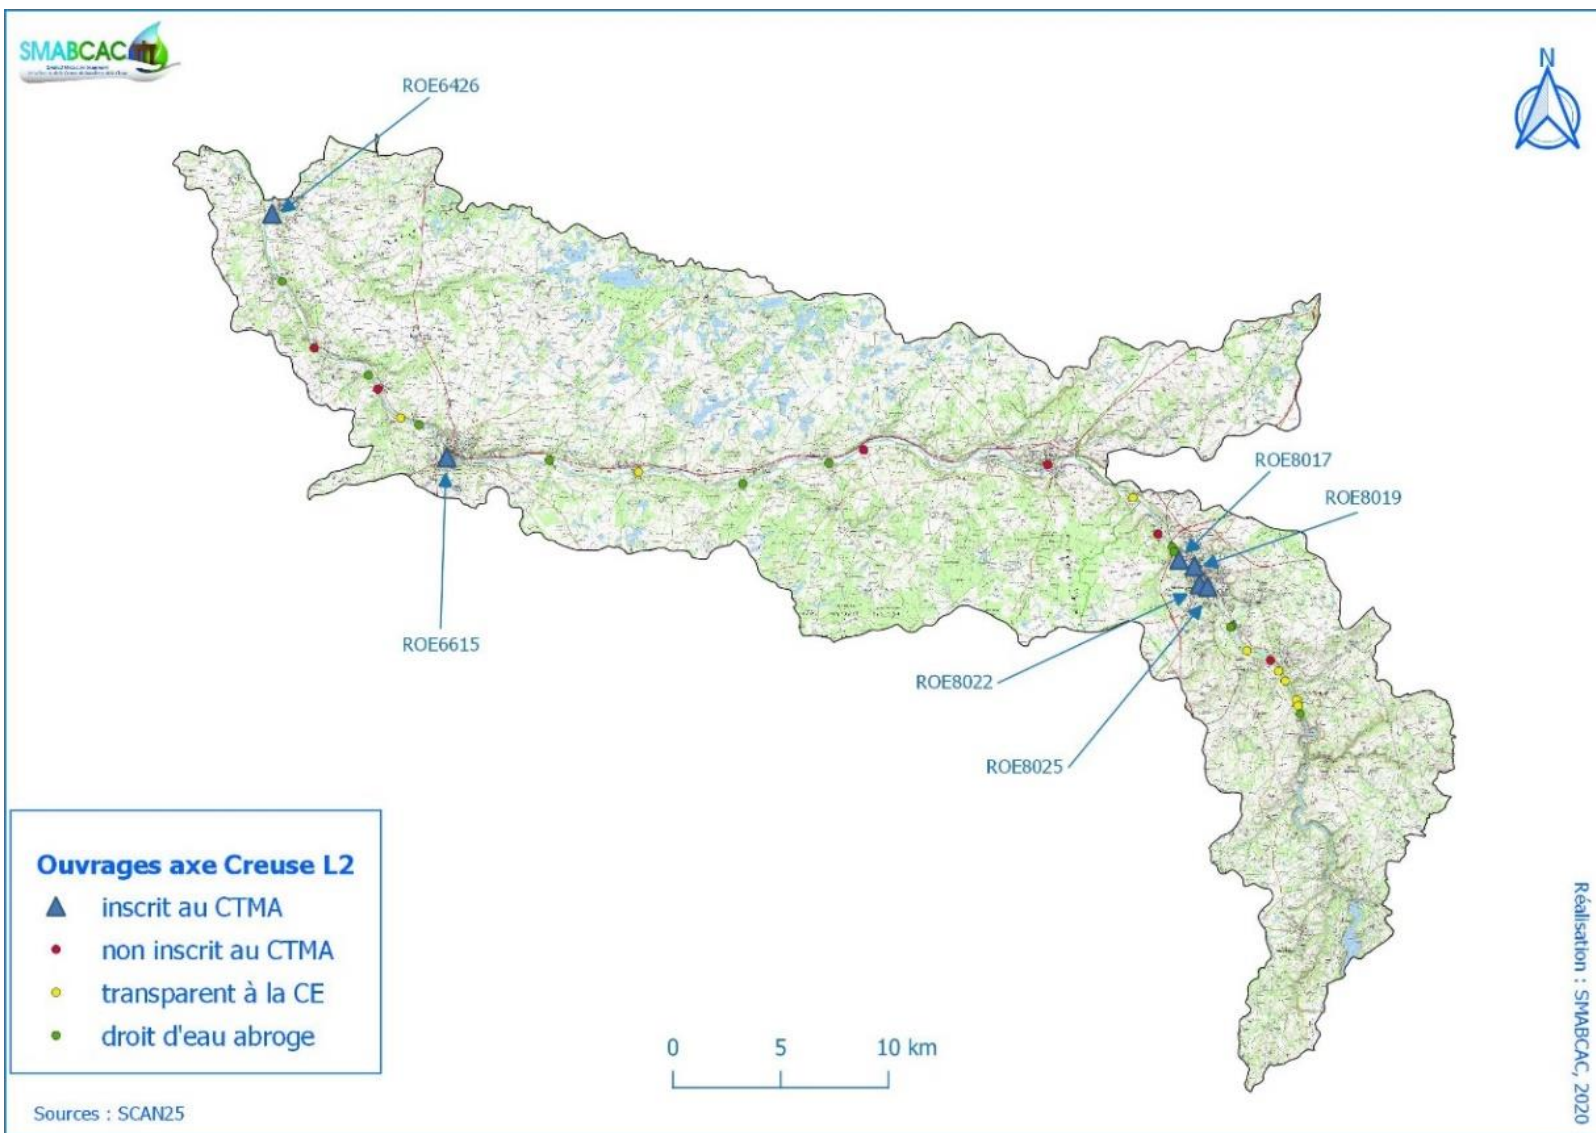 SMABCAC
N
ROE6426
ROE8017
ROE8019
ROE6615
ROE8022
ROE8025
Ouvrages axe Creuse L2
inscrit au CTMA
non inscrit au CTMA
transparent à la CE
droit d'eau abroge
0 5 10 km
Sources : SCAN25
Réalisation : SMABCAC, 2020